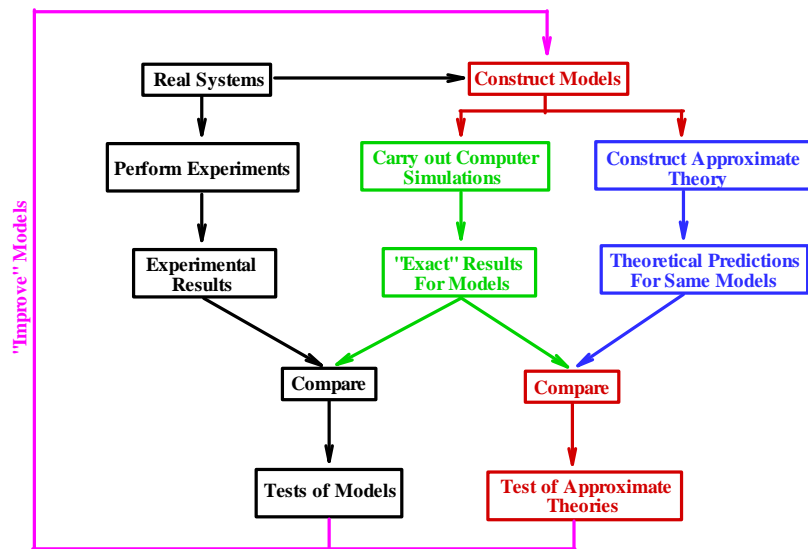 Real Systems
Construct Models
Perform Experiments
Carry out Computer
Simulations
Construct Approximate
Theory
Experimental
Results
"Exact" Results
For Models
Theoretical Predictions
For Same Models
"Improve" Models
Compare
Compare
Tests of Models
Test of Approximate
Theories